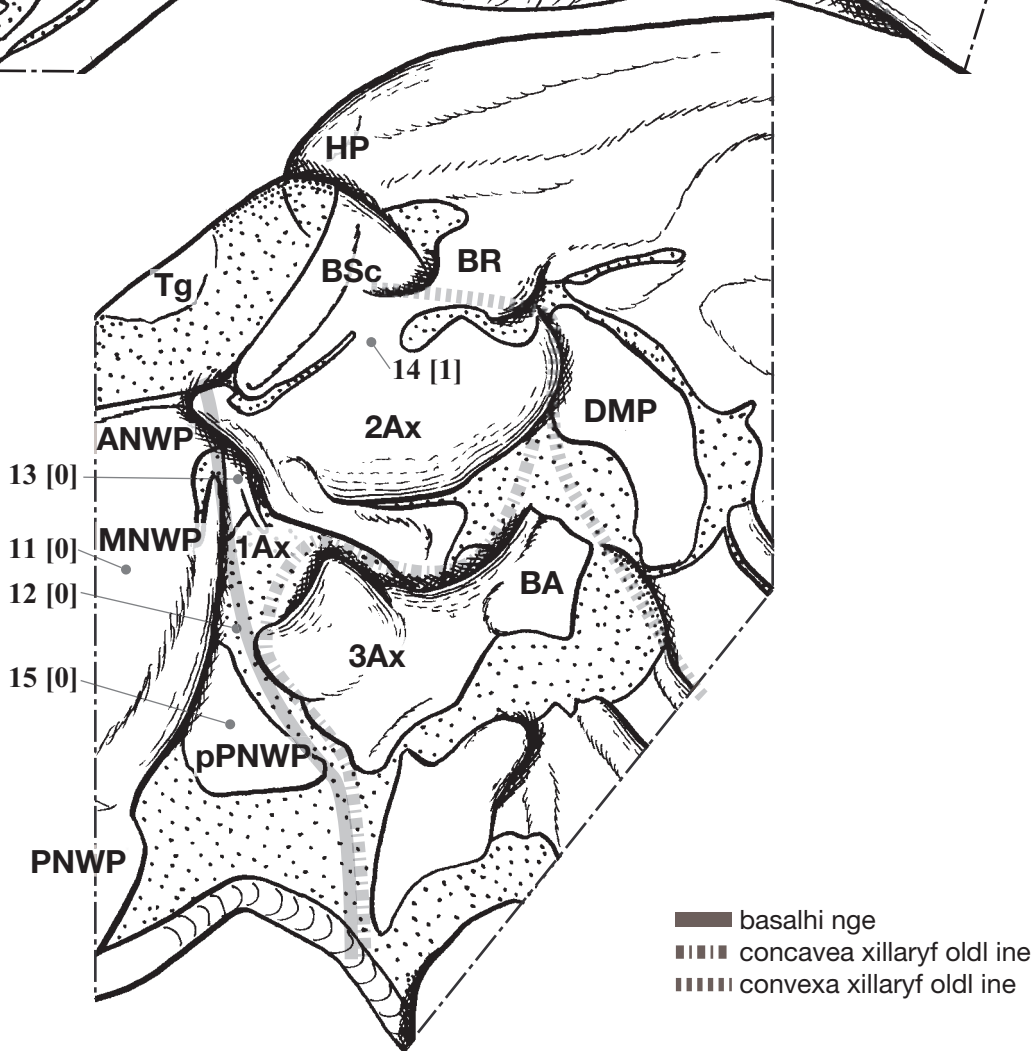 HP
BSc
BR
Tg
14 [1]
ANWP
2Ax
DMP
13 [0]
MNWP
1Ax
11 [0]
BA
12 [0]
3Ax
15 [0]
pPNWP
PNWP
basalhi nge
concavea xillaryf oldl ine
convexa xillaryf oldl ine